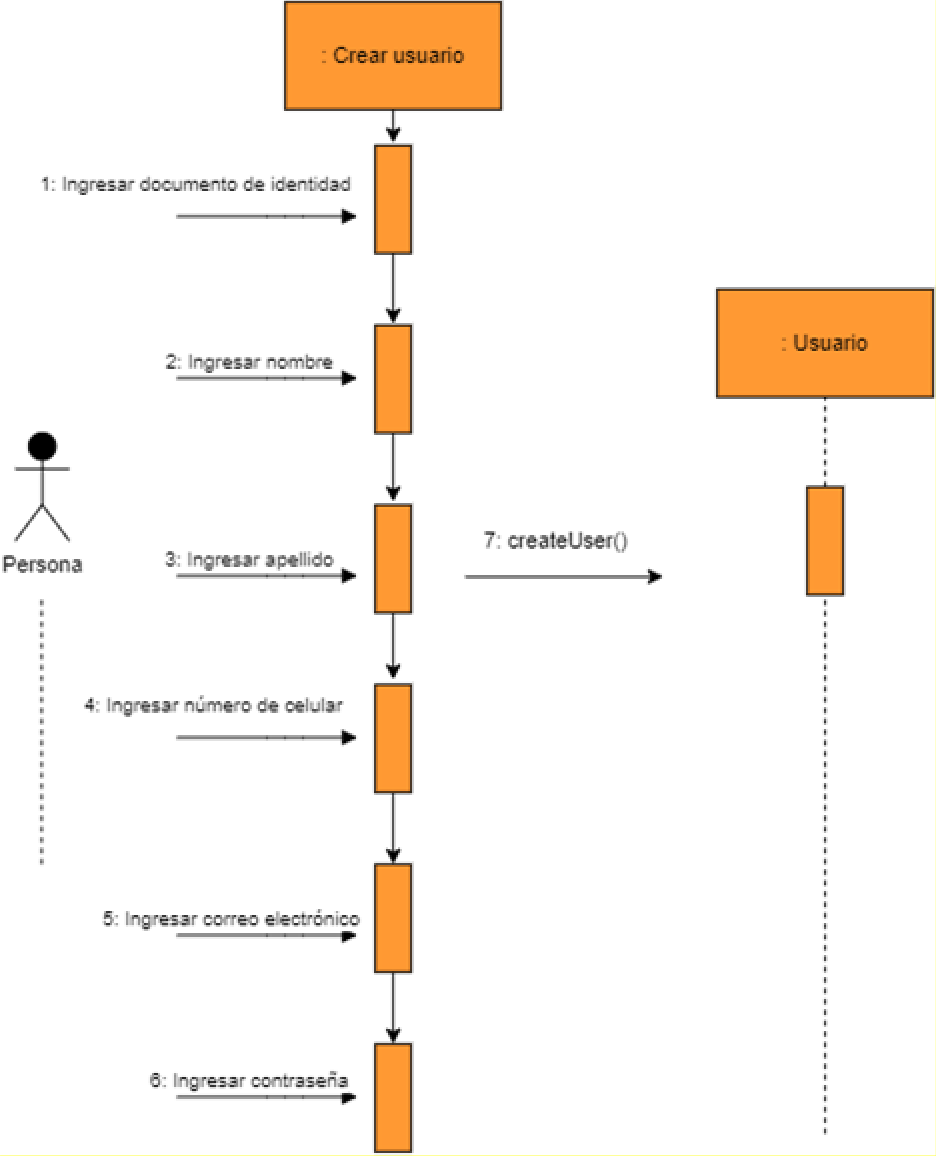 : Crear usuario
1: Ingresar documento de identidad
: Usuario
2: Ingresar nombre
Persona
3: Ingresar apellido
7: createUser()
4: Ingresar número de celular
5: Ingresar correo electrónico
6: Ingresar contraseña